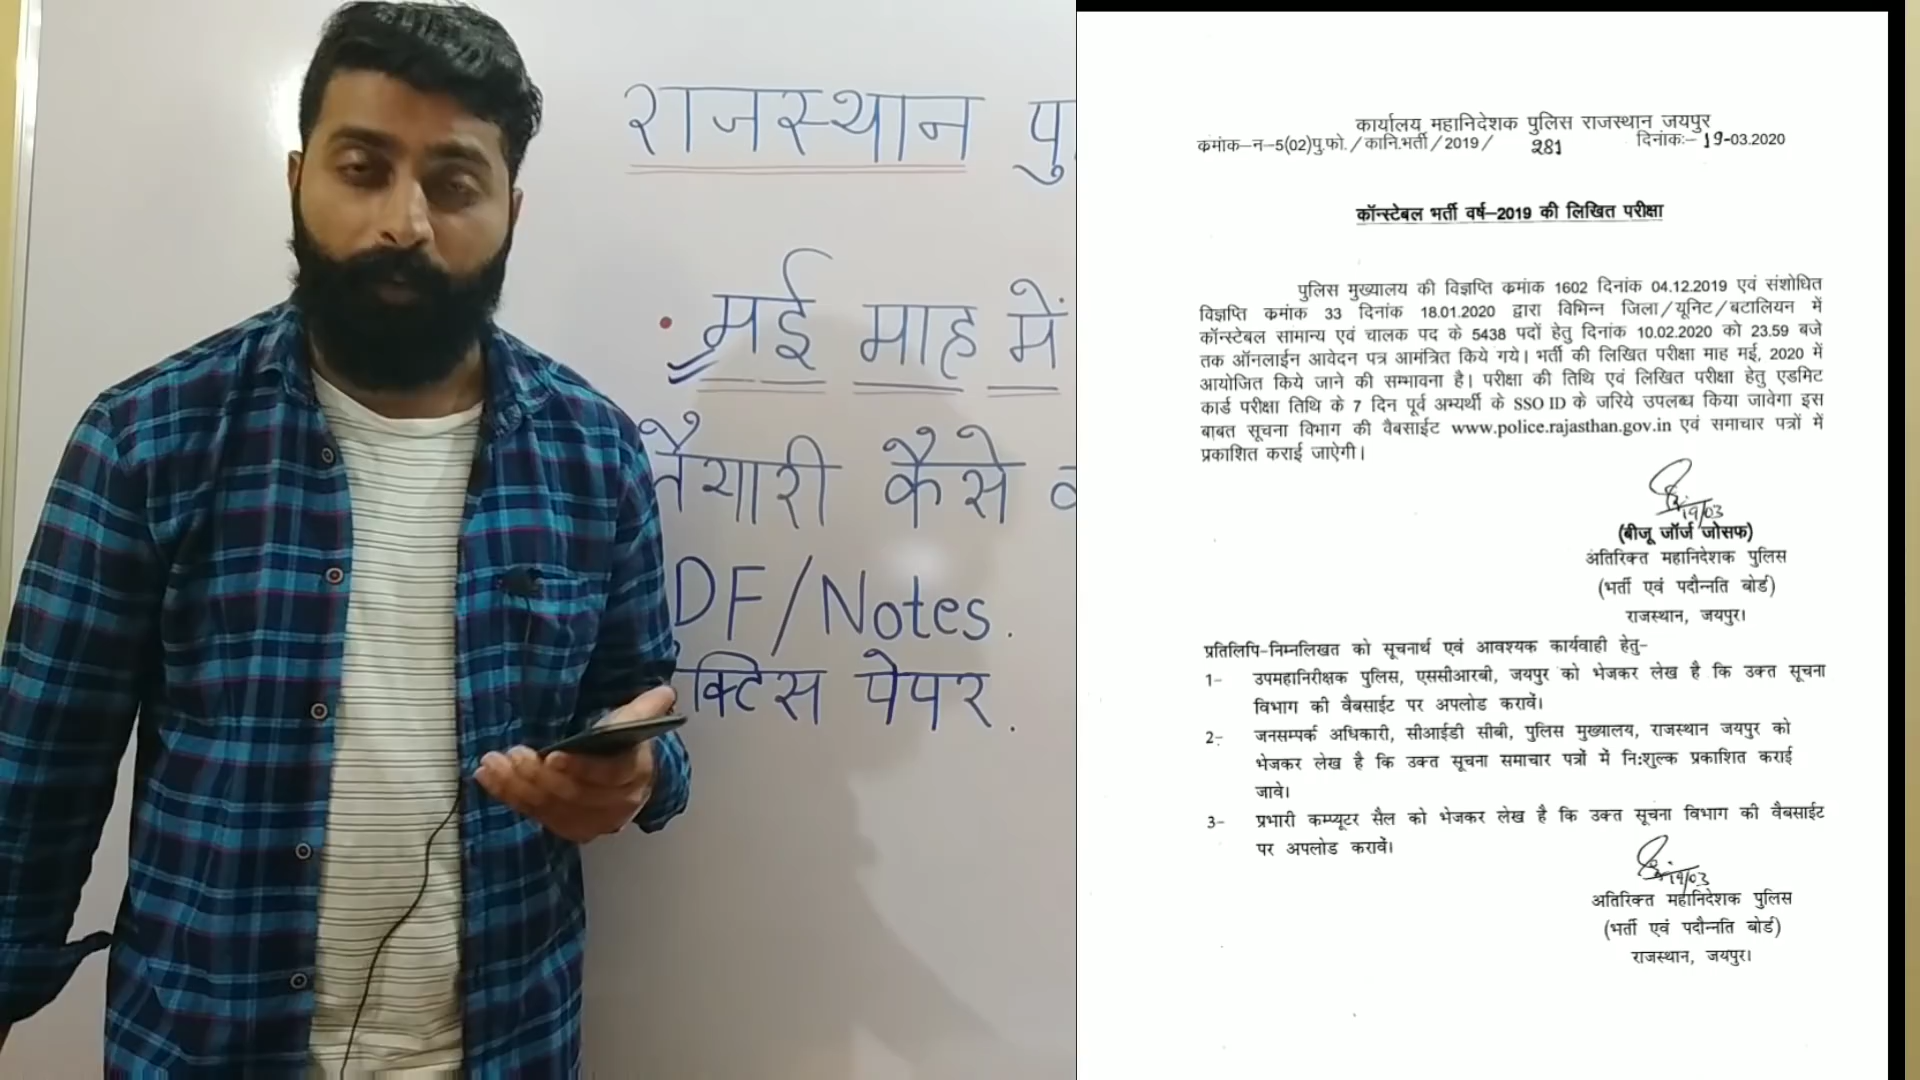 राजस्थान पु
मई माह में
तैयारी कैसे
DF/Notes.
क्टिस पेपर.
कार्यालय महानिदेशक पुलिस राजस्थान जयपुर
क्रमांक–न–5(02)पु.फो./कानि.भर्ती/2019/ 281 दिनांकः– 19-03.2020
कॉन्स्टेबल भर्ती वर्ष–2019 की लिखित परीक्षा
पुलिस मुख्यालय की विज्ञप्ति क्रमांक 1602 दिनांक 04.12.2019 एवं संशोधित
विज्ञप्ति क्रमांक 33 दिनांक 18.01.2020 द्वारा विभिन्न जिला/यूनिट/बटालियन में
कॉन्स्टेबल सामान्य एवं चालक पद के 5438 पदों हेतु दिनांक 10.02.2020 को 23.59 बजे
तक ऑनलाईन आवेदन पत्र आमंत्रित किये गये। भर्ती की लिखित परीक्षा माह मई, 2020 में
आयोजित किये जाने की सम्भावना है। परीक्षा की तिथि एवं लिखित परीक्षा हेतु एडमिट
कार्ड परीक्षा तिथि के 7 दिन पूर्व अभ्यर्थी के SSO ID के जरिये उपलब्ध किया जावेगा इस
बाबत सूचना विभाग की वैबसाईट www.police.rajasthan.gov.in एवं समाचार पत्रों में
प्रकाशित कराई जाऐगी।
19/03
(बीजू जॉर्ज जोसफ)
अतिरिक्त महानिदेशक पुलिस
(भर्ती एवं पदौन्नति बोर्ड)
राजस्थान, जयपुर।
प्रतिलिपि-निम्नलिखत को सूचनार्थ एवं आवश्यक कार्यवाही हेतु-
1- उपमहानिरीक्षक पुलिस, एससीआरबी, जयपुर को भेजकर लेख है कि उक्त सूचना
विभाग की वैबसाईट पर अपलोड करावें।
2- जनसम्पर्क अधिकारी, सीआईडी सीबी, पुलिस मुख्यालय, राजस्थान जयपुर को
भेजकर लेख है कि उक्त सूचना समाचार पत्रों में निःशुल्क प्रकाशित कराई
जावे।
3- प्रभारी कम्प्यूटर सैल को भेजकर लेख है कि उक्त सूचना विभाग की वैबसाईट
पर अपलोड करावें।
19/03
अतिरिक्त महानिदेशक पुलिस
(भर्ती एवं पदौन्नति बोर्ड)
राजस्थान, जयपुर।